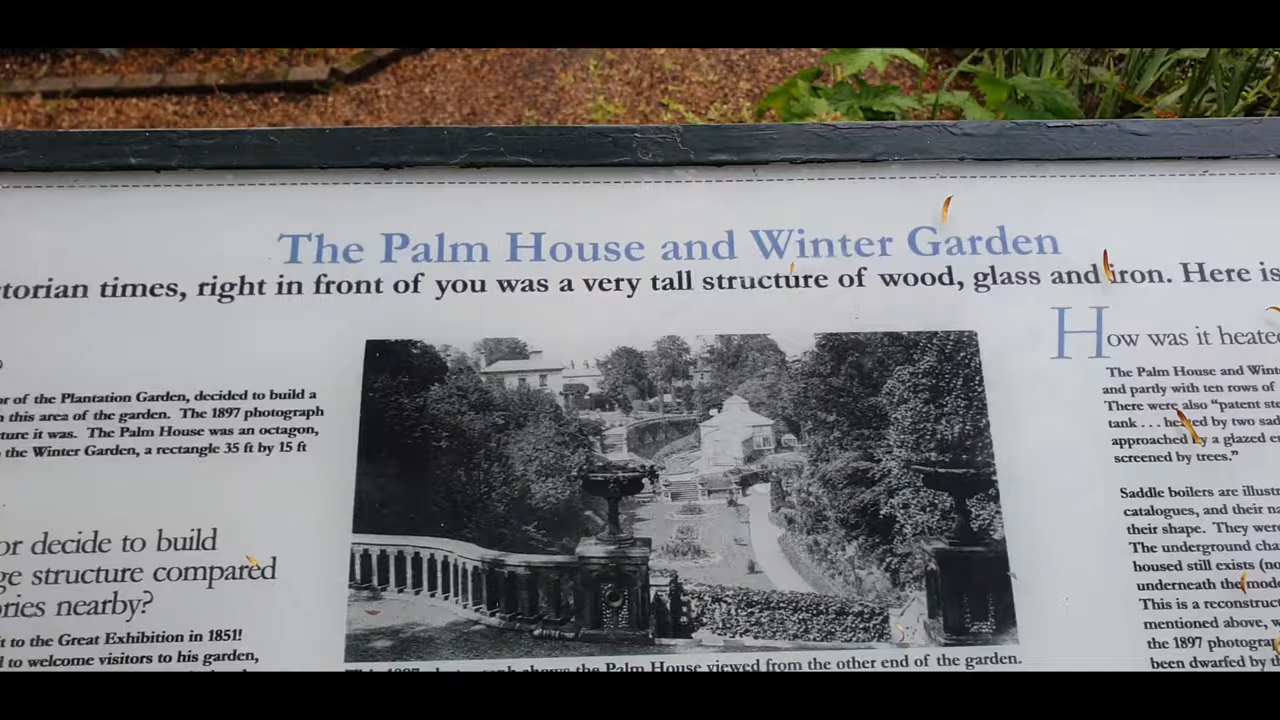 The Palm House and Winter Garden
torian times, right in front of you was a very tall structure of wood, glass and iron. Here is
or of the Plantation Garden, decided to build a
this area of the garden. The 1897 photograph
ture it was. The Palm House was an octagon,
the Winter Garden, a rectangle 35 ft by 15 ft
or decide to build
ge structure compared
ories nearby?
it to the Great Exhibition in 1851!
to welcome visitors to his garden,
1897 photograph shows the Palm House viewed from the other end of the garden.
How was it heated
The Palm House and Wint
and partly with ten rows of
There were also "patent ste
tank . . . heated by two sad
approached by a glazed e
screened by trees."
Saddle boilers are illustr
catalogues, and their na
their shape. They wer
The underground cha
housed still exists (no
underneath the mode
This is a reconstruc
mentioned above, w
the 1897 photograp
been dwarfed by th